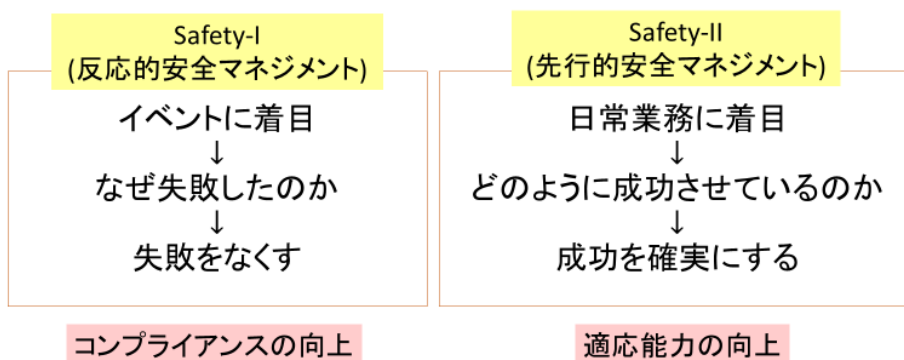 Safety-I
(反応的安全マネジメント)
イベントに着目
↓
なぜ失敗したのか
↓
失敗をなくす
コンプライアンスの向上
Safety-II
(先行的安全マネジメント)
日常業務に着目
↓
どのように成功させているのか
↓
成功を確実にする
適応能力の向上